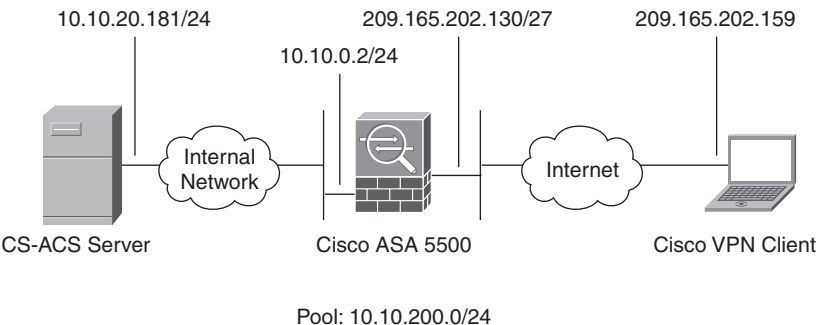 10.10.20.181/24
209.165.202.130/27
209.165.202.159
10.10.0.2/24
Internal
Network
Internet
CS-ACS Server
Cisco ASA 5500
Cisco VPN Client
Pool: 10.10.200.0/24